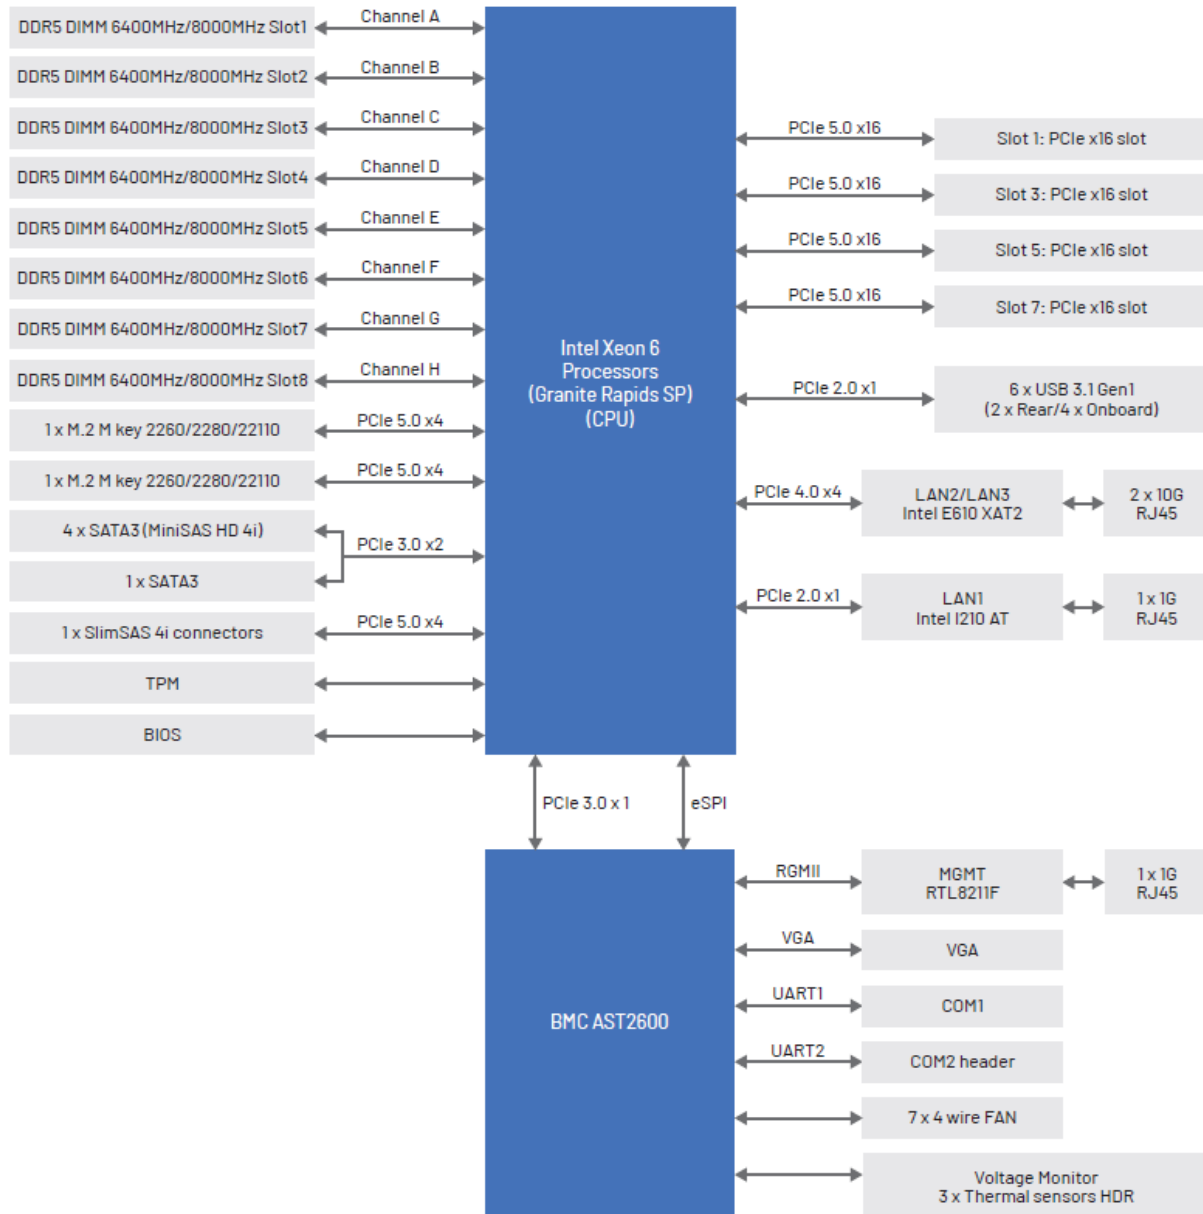 DDR5 DIMM 6400MHz/8000MHz Slot1
Channel A
DDR5 DIMM 6400MHz/8000MHz Slot2
Channel B
DDR5 DIMM 6400MHz/8000MHz Slot3
Channel C
DDR5 DIMM 6400MHz/8000MHz Slot4
Channel D
DDR5 DIMM 6400MHz/8000MHz Slot5
Channel E
DDR5 DIMM 6400MHz/8000MHz Slot6
Channel F
DDR5 DIMM 6400MHz/8000MHz Slot7
Channel G
DDR5 DIMM 6400MHz/8000MHz Slot8
Channel H
1 x M.2 M key 2260/2280/22110
PCIe 5.0 x4
1 x M.2 M key 2260/2280/22110
PCIe 5.0 x4
4 x SATA3 (MiniSAS HD 4i)
1 x SATA3
PCIe 3.0 x2
1 x SlimSAS 4i connectors
PCIe 5.0 x4
TPM
BIOS
Intel Xeon 6
Processors
(Granite Rapids SP)
(CPU)
PCIe 5.0 x16
Slot 1: PCIe x16 slot
PCIe 5.0 x16
Slot 3: PCIe x16 slot
PCIe 5.0 x16
Slot 5: PCIe x16 slot
PCIe 5.0 x16
Slot 7: PCIe x16 slot
PCIe 2.0 x1
6 x USB 3.1 Gen1
(2 x Rear/4 x Onboard)
PCIe 4.0 x4
LAN2/LAN3
Intel E610 XAT2
2 x 10G
RJ45
PCIe 2.0 x1
LAN1
Intel I210 AT
1 x 1G
RJ45
PCIe 3.0 x 1
eSPI
BMC AST2600
RGMII
MGMT
RTL8211F
1 x 1G
RJ45
VGA
VGA
UART1
COM1
UART2
COM2 header
7 x 4 wire FAN
Voltage Monitor
3 x Thermal sensors HDR